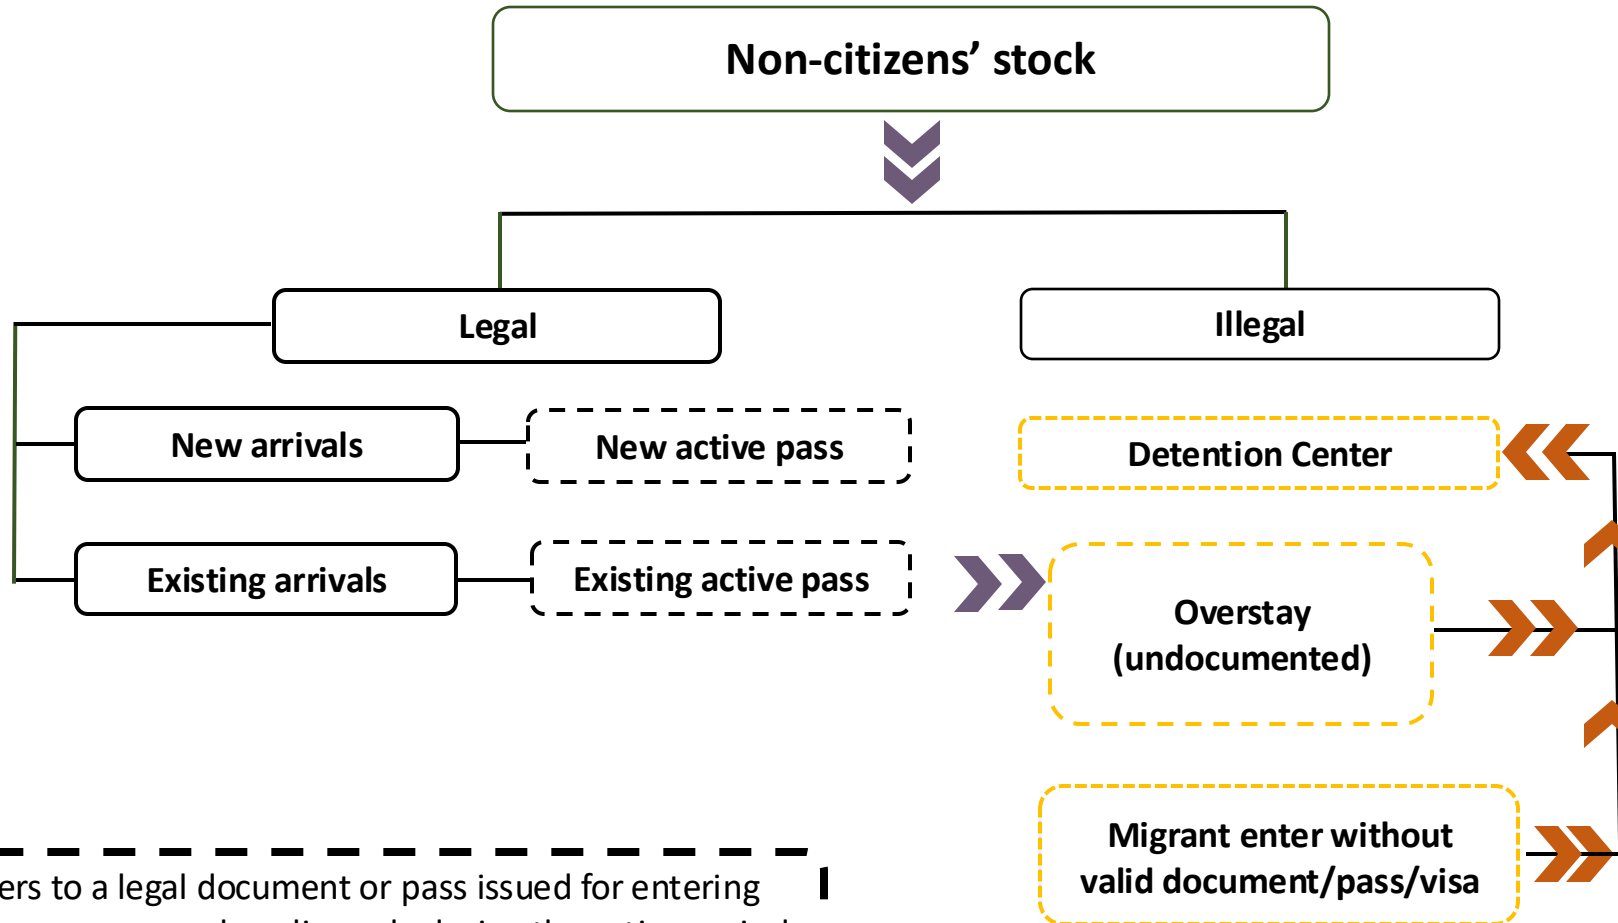 Non-citizens’ stock
Legal
Illegal
New arrivals
New active pass
Detention Center
Existing arrivals
Existing active pass
Overstay
(undocumented)
Migrant enter without
valid document/pass/visa
to a legal document or pass issued for entering